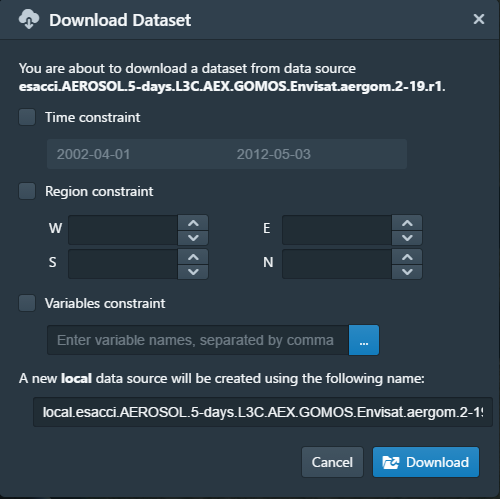 Download Dataset
You are about to download a dataset from data source
esacci.AEROSOL.5-days.L3C.AEX.GOMOS.Envisat.aergom.2-19.r1.
Time constraint
2002-04-01 2012-05-03
Region constraint
W E
S N
Variables constraint
Enter variable names, separated by comma ...
A new local data source will be created using the following name:
local.esacci.AEROSOL.5-days.L3C.AEX.GOMOS.Envisat.aergom.2-19
Cancel Download